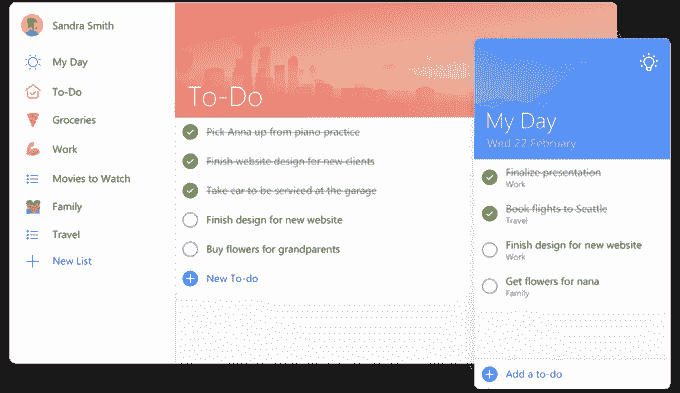 Sandra Smith
My Day
To-Do
Groceries
Work
Movies to Watch
Family
Travel
New List
To-Do
Pick Anna up from piano practice
Finish website design for new clients
Take car to be serviced at the garage
Finish design for new website
Buy flowers for grandparents
New To-do
My Day
Wed 22 February
Finalize presentation
Work
Book flights to Seattle
Travel
Finish design for new website
Work
Get flowers for nana
Family
Add a to-do